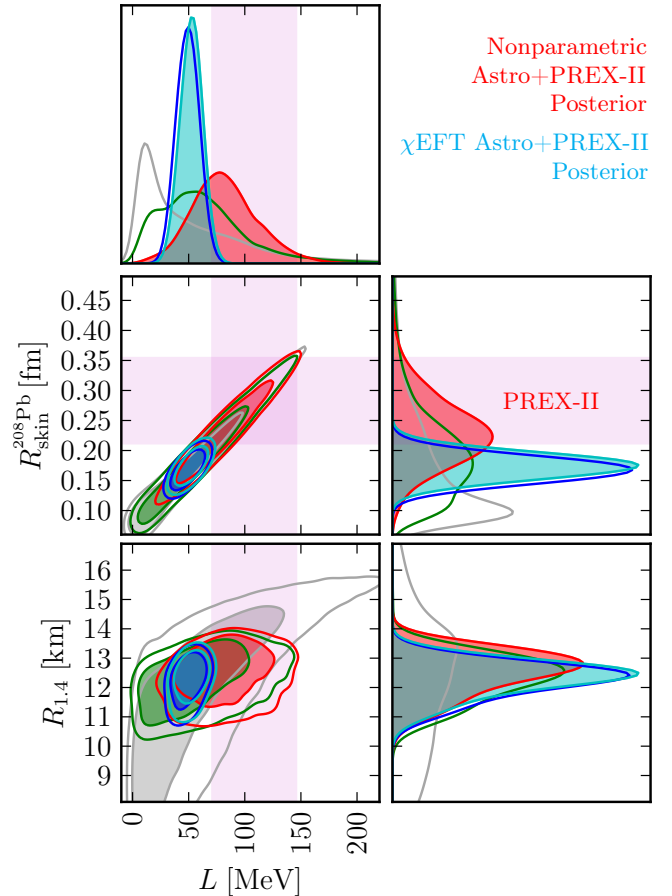 Nonparametric
Astro+PREX-II
Posterior
χEFT Astro+PREX-II
Posterior
0.45
0.40
0.35
0.30
0.25
0.20
0.15
0.10
R_skin^208Pb [fm]
PREX-II
16
15
14
13
12
11
10
9
R_1.4 [km]
0
50
100
150
200
L [MeV]